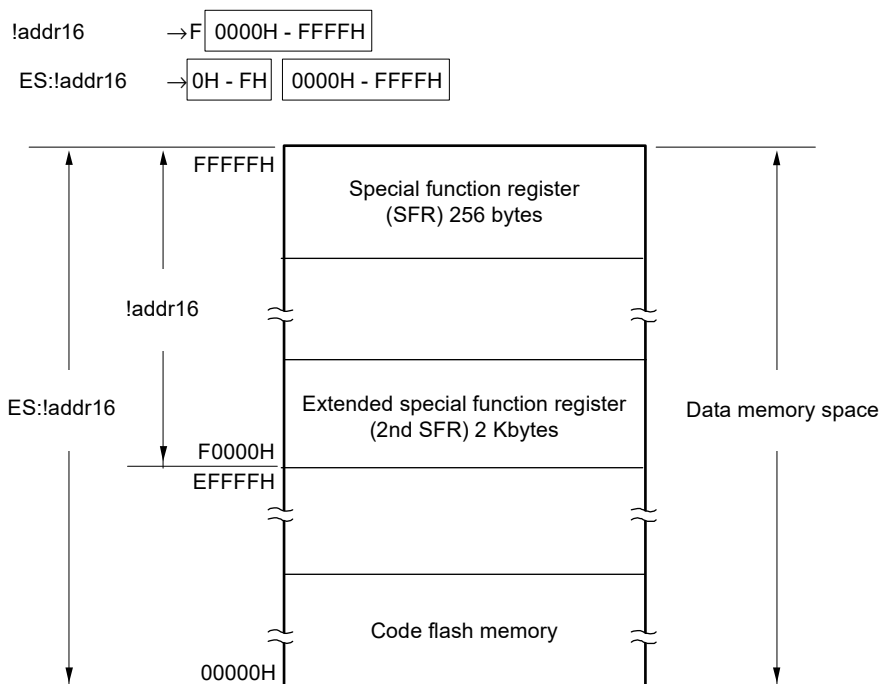 !addr16 →F 0000H - FFFFH
ES:!addr16 →0H - FH 0000H - FFFFH
FFFFFH
Special function register
(SFR) 256 bytes
!addr16
ES:!addr16
Extended special function register
(2nd SFR) 2 Kbytes
Data memory space
F0000H
EFFFFH
Code flash memory
00000H